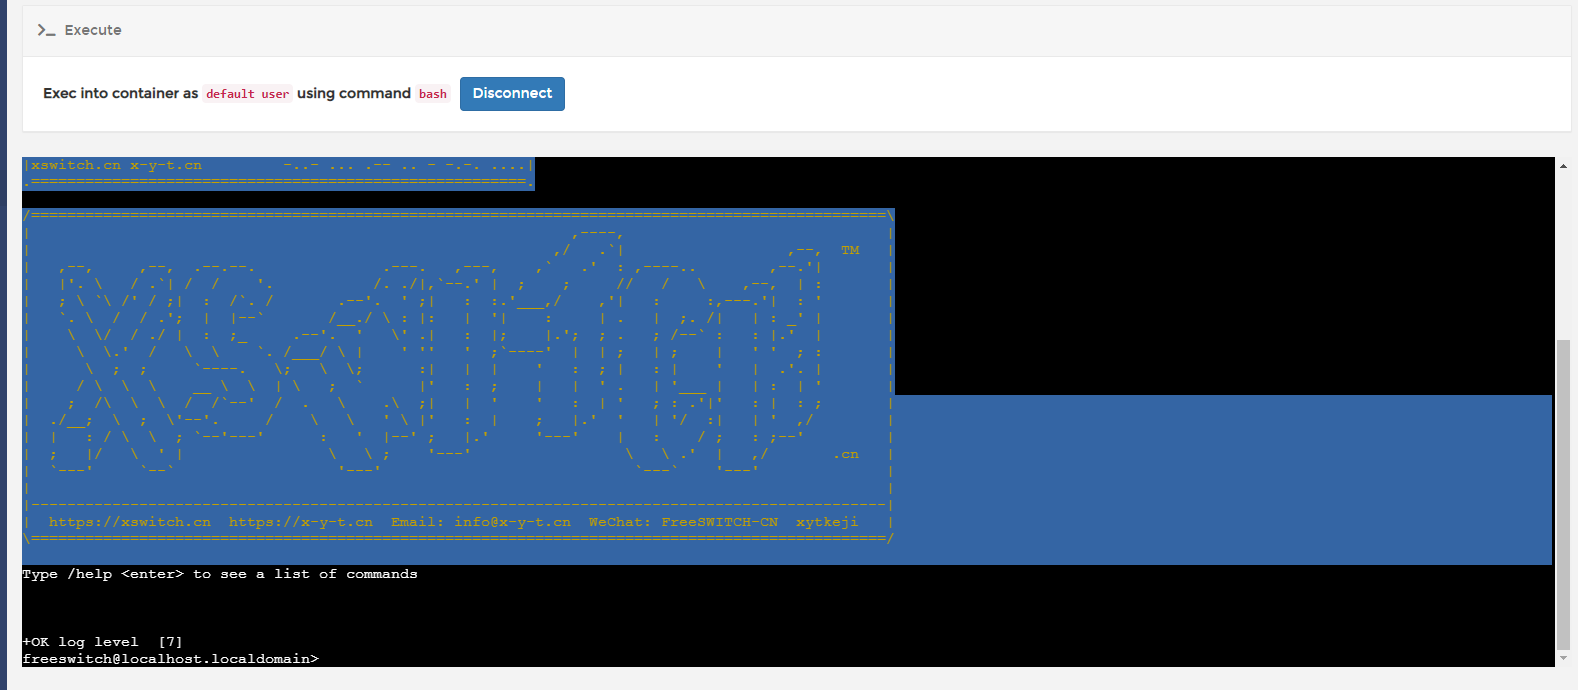 Execute
Exec into container as default user using command bash Disconnect
|xswitch.cn x-y-t.cn -..- ... .-- .. - -.-. ....|
TM
.cn
| https://xswitch.cn https://x-y-t.cn Email: info@x-y-t.cn WeChat: FreeSWITCH-CN xytkeji |
Type /help <enter> to see a list of commands
+OK log level [7]
freeswitch@localhost.localdomain>